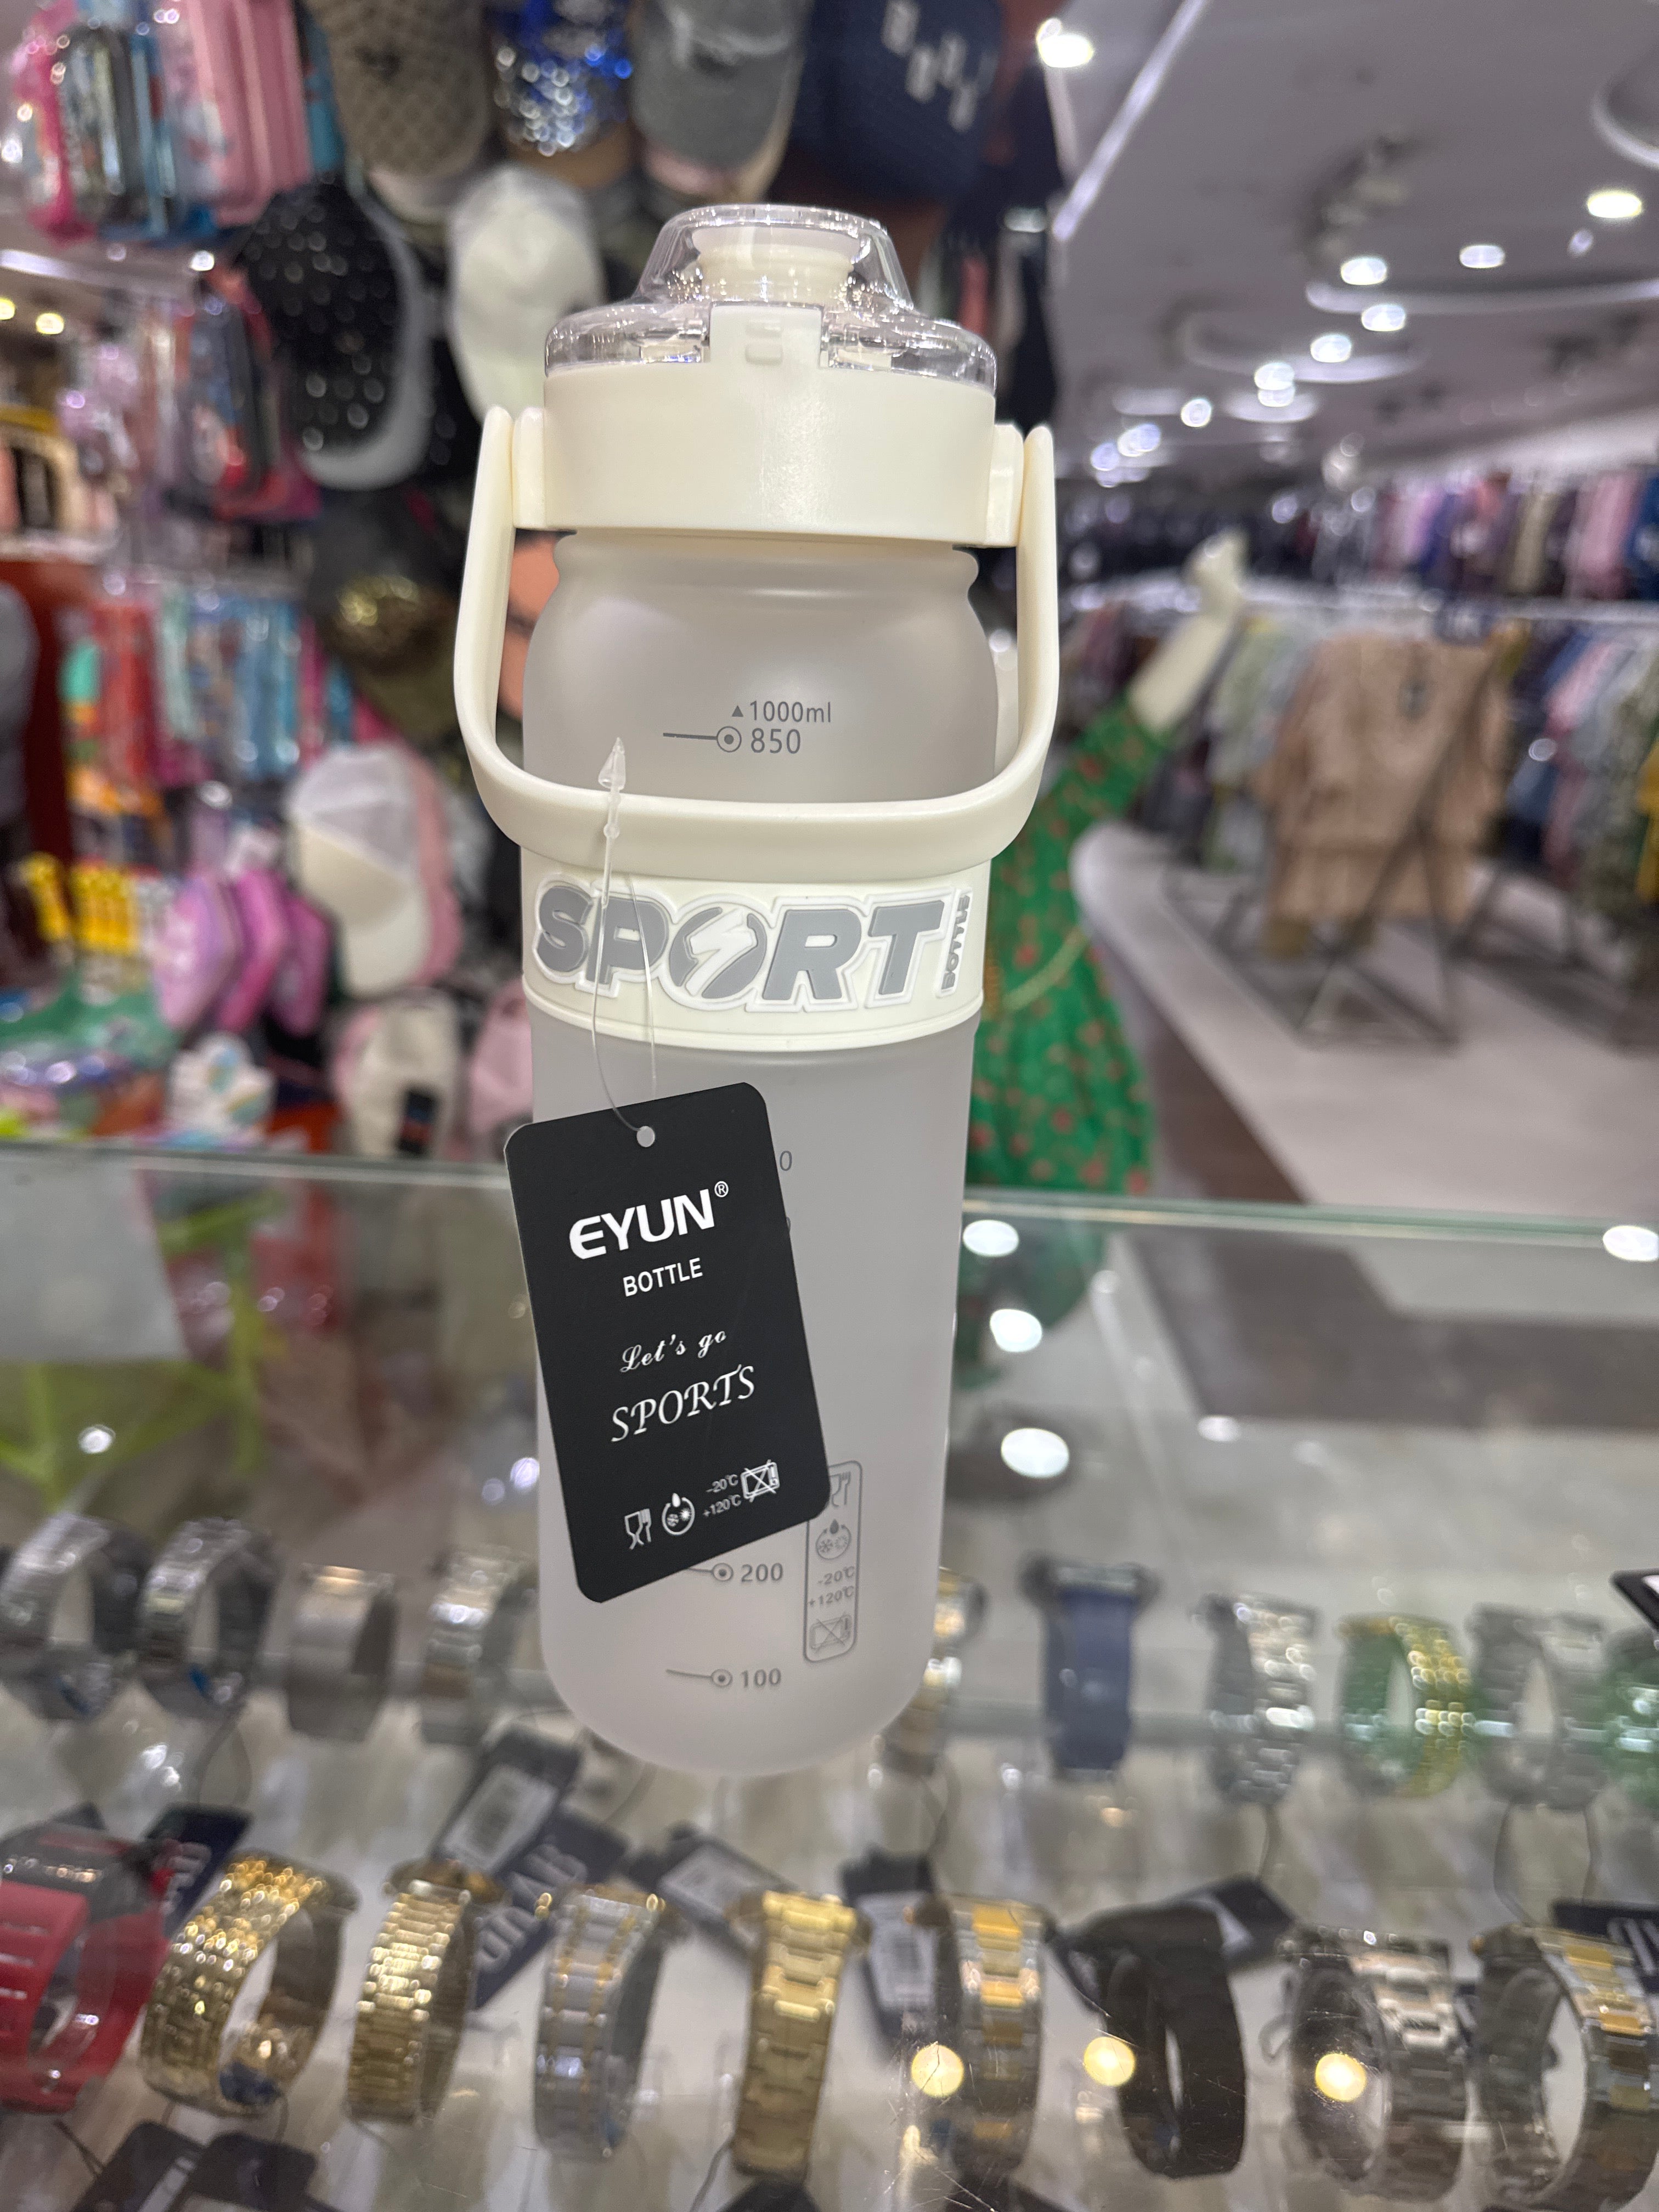 ▲1000ml
850
SPORT
BOTTLE
EYUN®
BOTTLE
Let's go
SPORTS
-20℃
+120℃
200
-20℃
+120℃
100